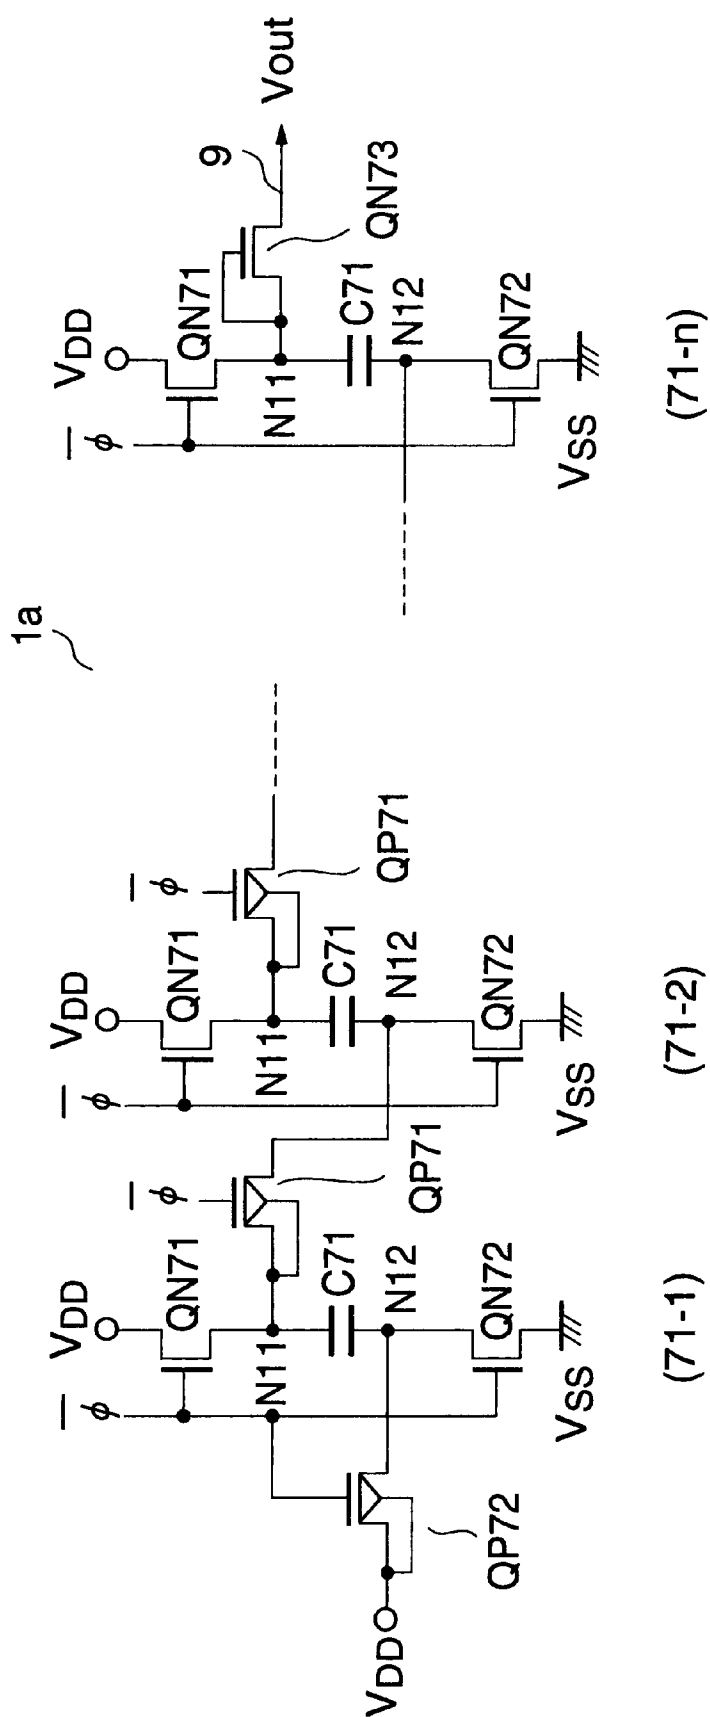 1a
VDD
VDD
VDD
φ̄
φ̄
φ̄
φ̄
φ̄
QN71
QN71
QN71
9
Vout
N11
N11
N11
C71
C71
C71
QN73
QP71
QP71
VDD
N12
N12
N12
QP72
QN72
QN72
QN72
VSS
VSS
VSS
(71-1)
(71-2)
(71-n)